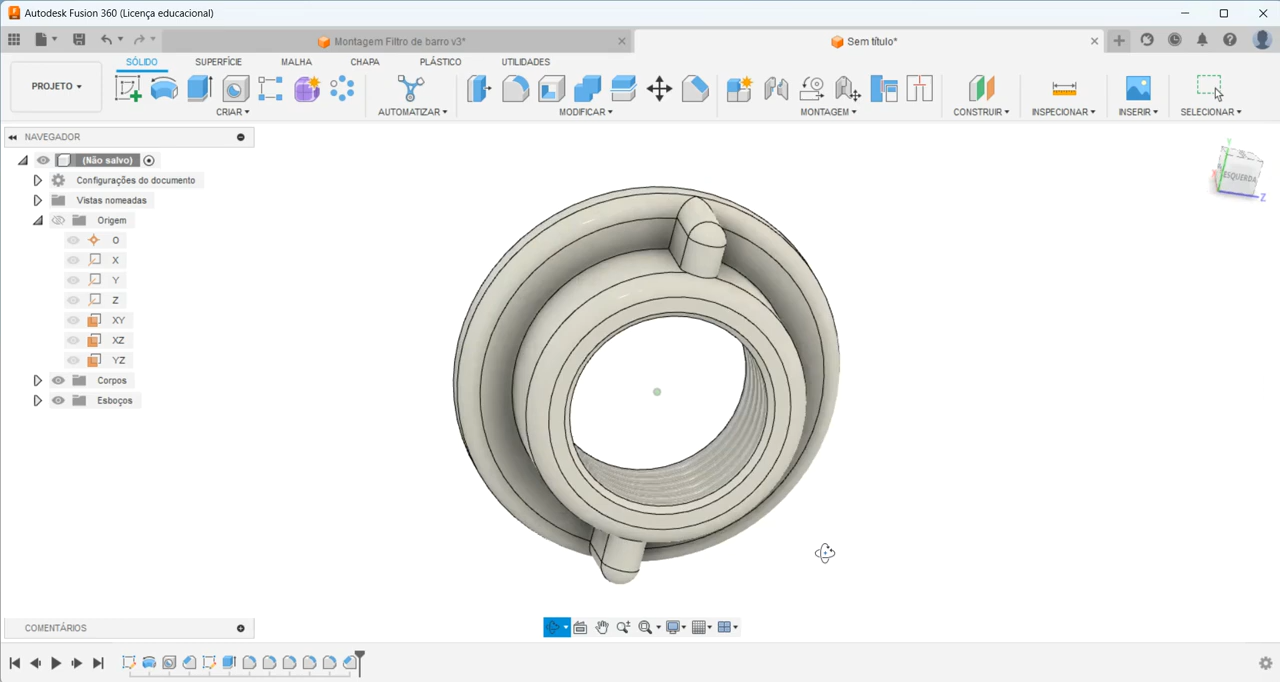 Autodesk Fusion 360 (Licença educacional)
Montagem Filtro de barro v3*
Sem título*
SÓLIDO SUPERFÍCIE MALHA CHAPA PLÁSTICO UTILIDADES
PROJETO
CRIAR AUTOMATIZAR MODIFICAR MONTAGEM CONSTRUIR INSPECIONAR INSERIR SELECIONAR
NAVEGADOR
(Não salvo)
Configurações do documento
Vistas nomeadas
Origem
O
X
Y
Z
XY
XZ
YZ
Corpos
Esboços
Y
ESQUERDA
X
Z
COMENTÁRIOS